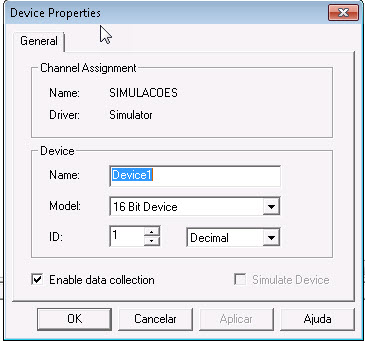 Device Properties
General
Channel Assignment
Name: SIMULACOES
Driver: Simulator
Device
Name: Device1
Model: 16 Bit Device
ID: 1 Decimal
Enable data collection Simulate Device
OK Cancelar Aplicar Ajuda